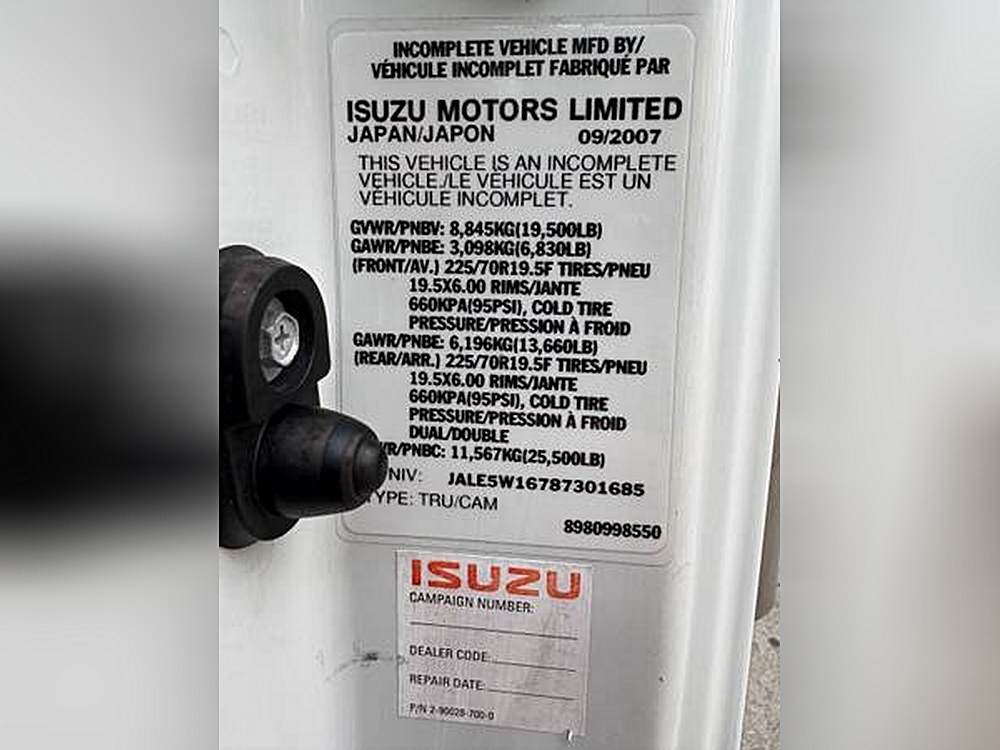 INCOMPLETE VEHICLE MFD BY/
VÉHICULE INCOMPLET FABRIQUÉ PAR
ISUZU MOTORS LIMITED
JAPAN/JAPON 09/2007
THIS VEHICLE IS AN INCOMPLETE
VEHICLE./LE VÉHICULE EST UN
VÉHICULE INCOMPLET.
GVWR/PNBV: 8,845KG(19,500LB)
GAWR/PNBE: 3,098KG(6,830LB)
(FRONT/AV.) 225/70R19.5F TIRES/PNEU
19.5X6.00 RIMS/JANTE
660KPA(95PSI), COLD TIRE
PRESSURE/PRESSION À FROID
GAWR/PNBE: 6,196KG(13,660LB)
(REAR/ARR.) 225/70R19.5F TIRES/PNEU
19.5X6.00 RIMS/JANTE
660KPA(95PSI), COLD TIRE
PRESSURE/PRESSION À FROID
DUAL/DOUBLE
WR/PNBC: 11,567KG(25,500LB)
NIV: JALE5W16787301685
TYPE: TRU/CAM
8980998550
ISUZU
CAMPAIGN NUMBER:
DEALER CODE:
REPAIR DATE:
P/N 2-90028-700-0